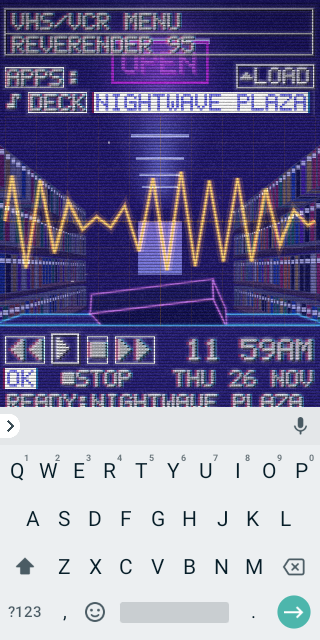 VHS/VCR MENU
REVERENDER 95
OPEN
APPS: LOAD
DECK NIGHTWAVE PLAZA
11 59AM
OK STOP THU 26 NOV
READY:NIGHTWAVE PLAZA
1 2 3 4 5 6 7 8 9 0
Q W E R T Y U I O P
A S D F G H J K L
Z X C V B N M
?123 , .